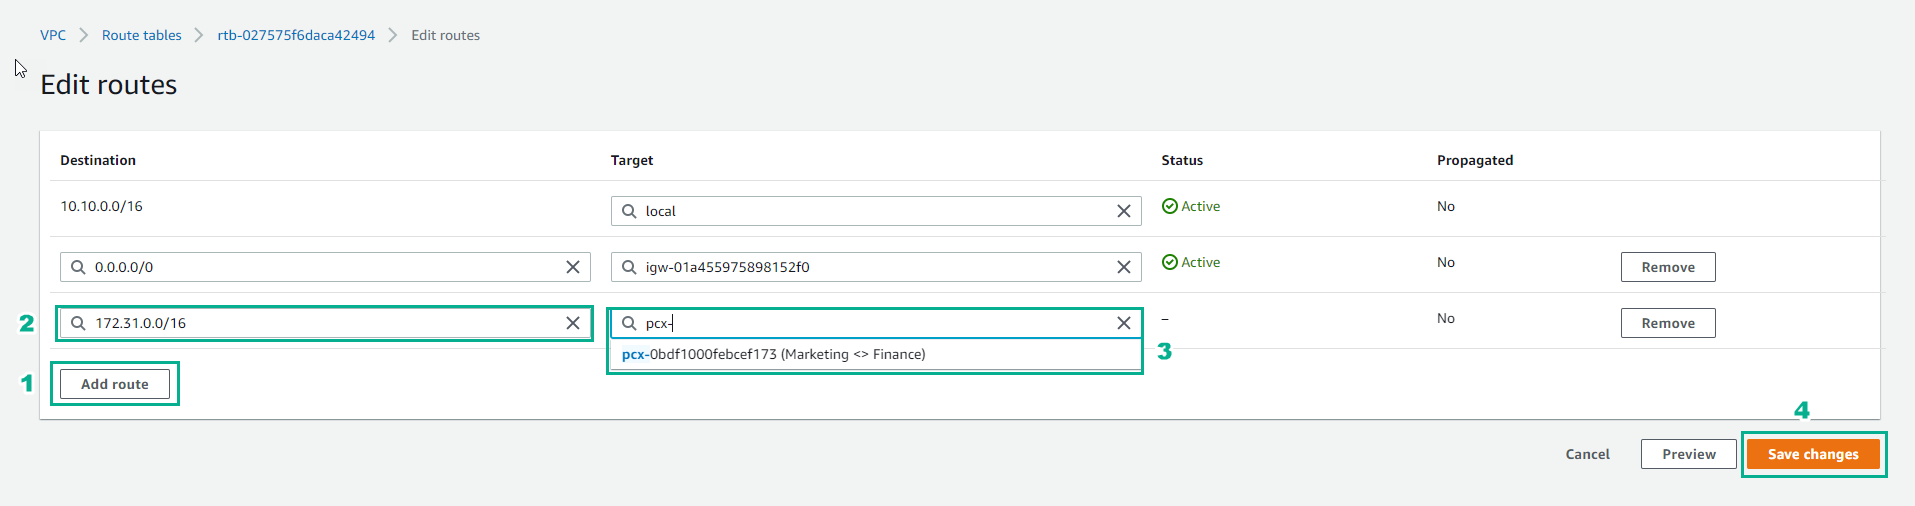 VPC > Route tables > rtb-027575f6daca42494 > Edit routes
Edit routes
Destination Target Status Propagated
10.10.0.0/16 local Active No
0.0.0.0/0 igw-01a455975898152f0 Active No Remove
2 172.31.0.0/16 pcx- – No Remove
pcx-0bdf1000febcef173 (Marketing <> Finance) 3
1 Add route
4
Cancel Preview Save changes